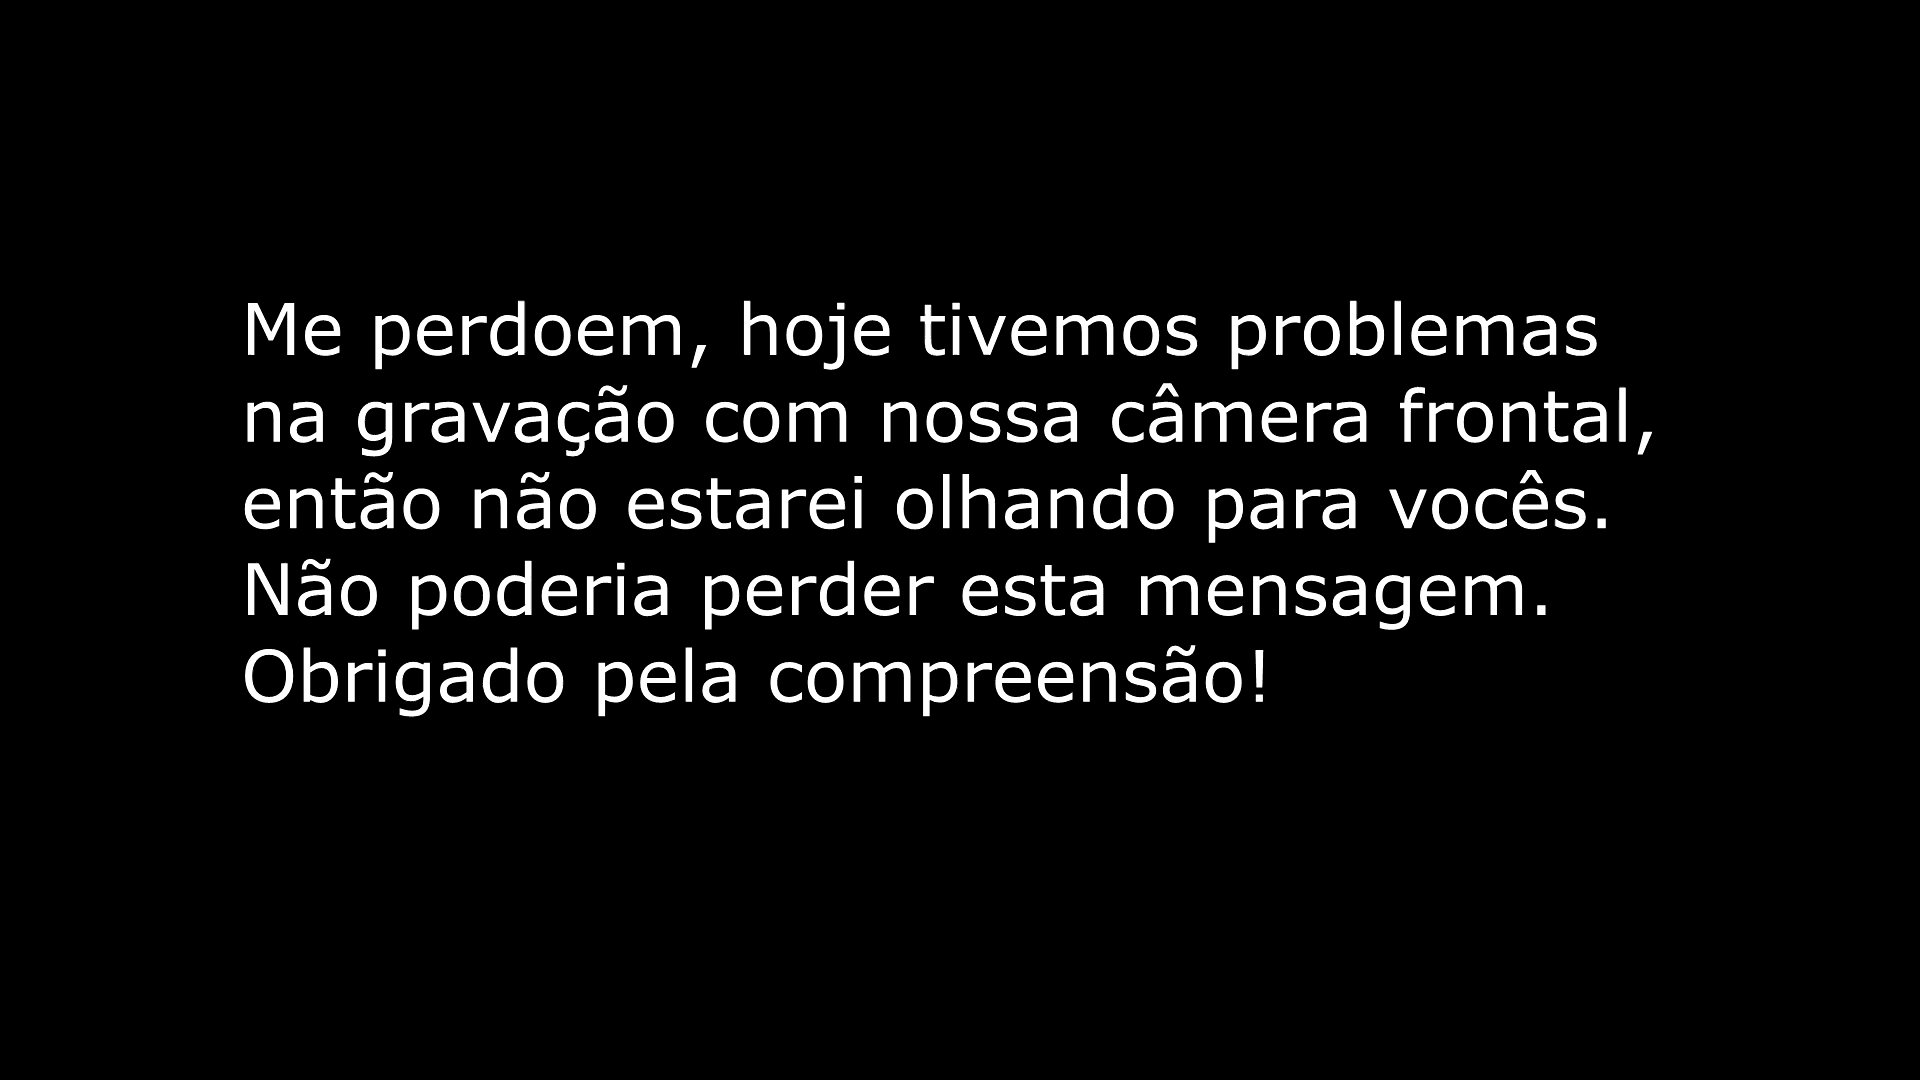 Me perdoem, hoje tivemos problemas
na gravação com nossa câmera frontal,
então não estarei olhando para vocês.
Não poderia perder esta mensagem.
Obrigado pela compreensão!